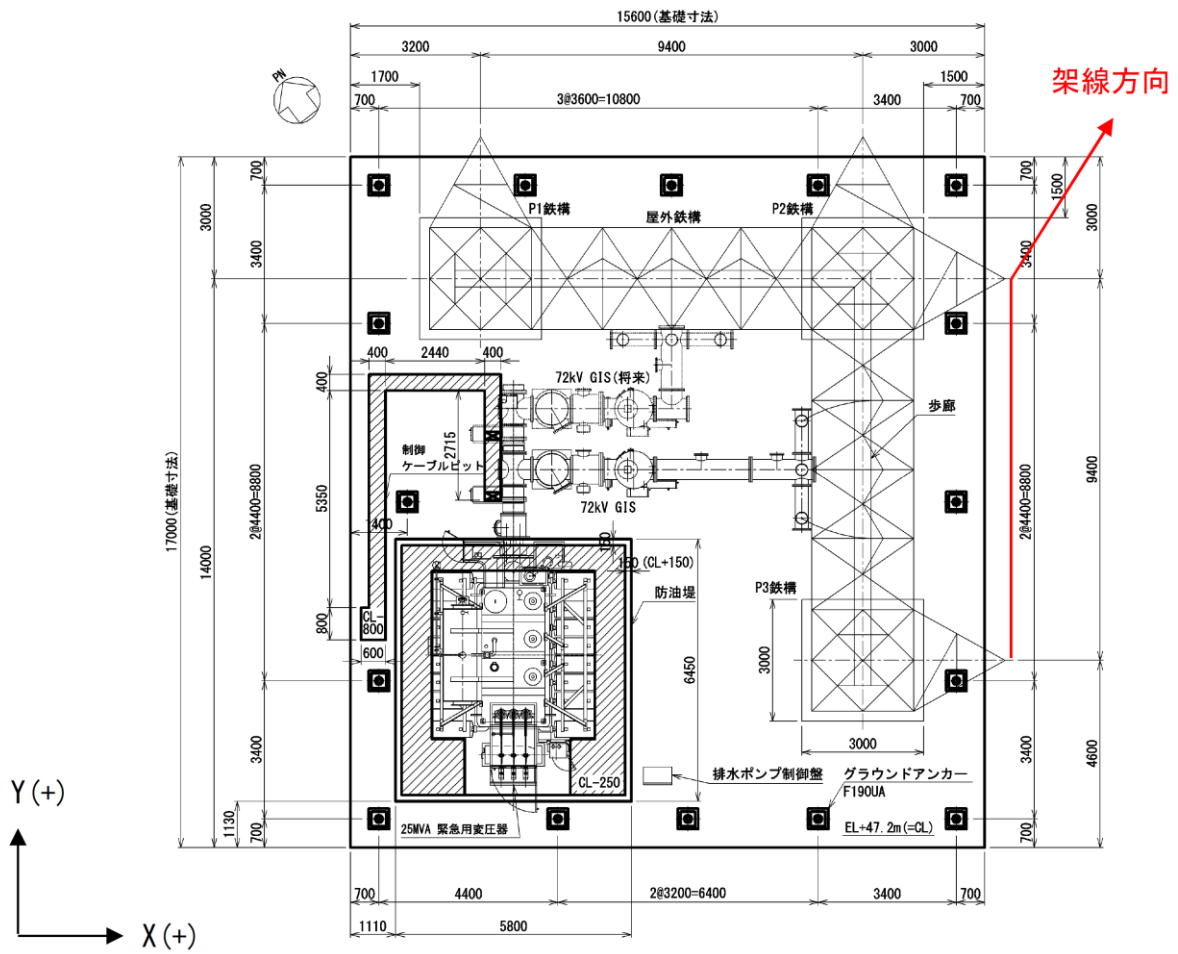 15600(基礎寸法)
3200
9400
3000
1700
1500
700
3@3600=10800
3400
700
架線方向
PN
700
3000
3400
P1鉄構
屋外鉄構
P2鉄構
700
1500
3000
3400
400
2440
400
400
72kV GIS(将来)
歩廊
制御
ケーブルピット
2715
5350
72kV GIS
17000(基礎寸法)
14000
2@4400=8800
1400
150
150 (CL+150)
防油堤
2@4400=8800
9400
P3鉄構
CL-
800
800
600
6450
3000
3000
3400
CL-250
排水ポンプ制御盤
グラウンドアンカー
F190UA
3400
4600
1130
700
25MVA 緊急用変圧器
EL+47.2m(=CL)
700
Y(+)
X(+)
700
4400
2@3200=6400
3400
700
1110
5800